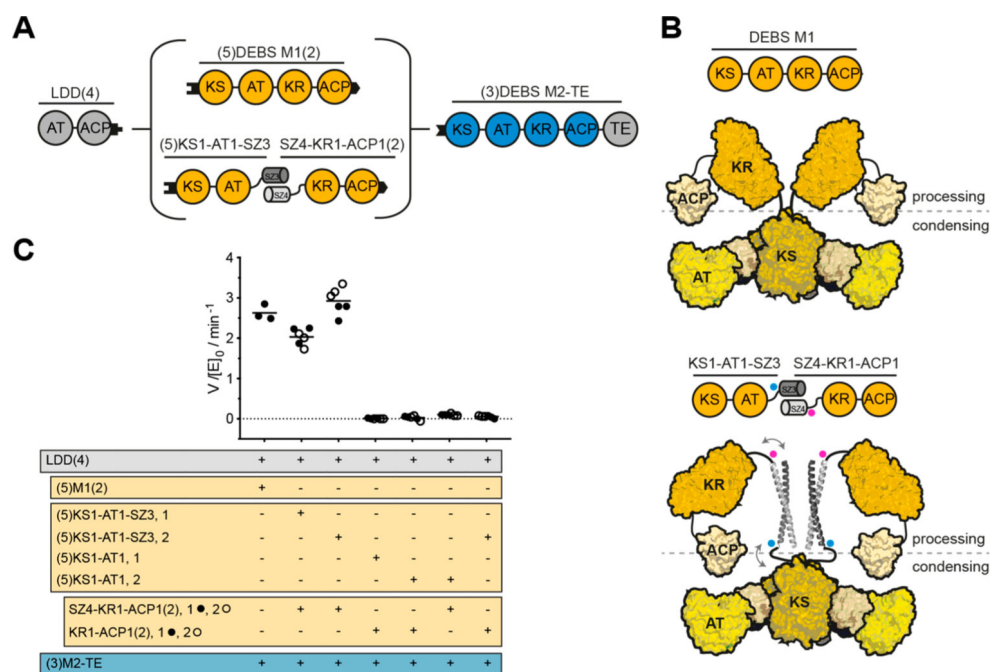 A
(5)DEBS M1(2)
KS AT KR ACP
LDD(4)
AT ACP
(3)DEBS M2-TE
KS AT KR ACP TE
(5)KS1-AT1-SZ3 SZ4-KR1-ACP1(2)
KS AT SZ3 SZ4 KR ACP
B
DEBS M1
KS AT KR ACP
KR
ACP
processing
condensing
KS
AT
KS1-AT1-SZ3 SZ4-KR1-ACP1
KS AT SZ3 SZ4 KR ACP
KR
ACP
processing
condensing
KS
AT
C
V/[E]0 / min-1
4
3
2
1
0
LDD(4) + + + + + + +
(5)M1(2) + - - - - - -
(5)KS1-AT1-SZ3, 1 - + - - - - -
(5)KS1-AT1-SZ3, 2 - - + - - - +
(5)KS1-AT1, 1 - - - + - - -
(5)KS1-AT1, 2 - - - - + + -
SZ4-KR1-ACP1(2), 1 ●, 2 ○ - + + - - + -
KR1-ACP1(2), 1 ●, 2 ○ - - - + + - +
(3)M2-TE + + + + + + +